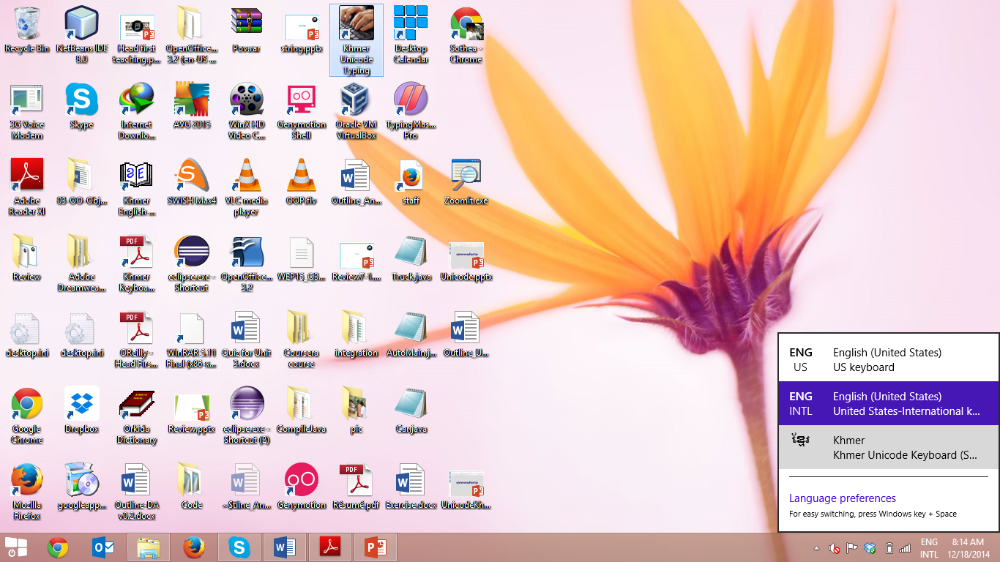 Recycle Bin
NetBeans IDE
8.0
Head first
teaching.p...
OpenOffice...
3.2 (en-US ...
Pov.rar
string.pptx
Khmer
Unicode
Typing
Desktop
Calendar
Sothea -
Chrome
3G Voice
Modem
Skype
Internet
Downlo...
AVG 2015
WinX HD
Video C...
Genymotion
Shell
Oracle VM
VirtualBox
TypingMas...
Pro
Adobe
Reader XI
03-OO-Obj...
Khmer
English ...
SWiSH Max4
VLC media
player
OOP.flv
Outline_An...
staff
ZoomIt.exe
Review
Adobe
Dreamwea...
Khmer
Keyboa...
eclipse.exe -
Shortcut
OpenOffice...
3.2
WEP15_Q3...
Review7-1....
Truck.java
Unicode.pptx
desktop.ini
desktop.ini
OReilly -
Head Firs...
WinRAR 5.11
Final (x86-x...
Quiz for Unit
3.docx
Coursera
course
integration
AutoMain.j...
Outline_U...
Google
Chrome
Dropbox
Orkida
Dictionary
Review.pptx
eclipse.exe -
Shortcut (2)
CompileJava
pic
Car.java
Mozilla
Firefox
googleapp...
Outline-DA
v0.2.docx
Code
~$tline_An...
Genymotion
Résumé.pdf
Exercise.docx
UnicodeKh...
ENG English (United States)
US US keyboard
ENG English (United States)
INTL United States-International k...
ខ្មែរ Khmer
Khmer Unicode Keyboard (S...
Language preferences
For easy switching, press Windows key + Space
ENG 8:14 AM
INTL 12/18/2014